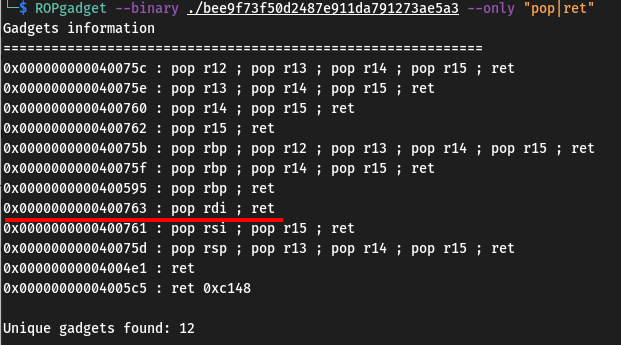 └─$ ROPgadget --binary ./bee9f73f50d2487e911da791273ae5a3 --only "pop|ret"
Gadgets information
============================================================
0x000000000040075c : pop r12 ; pop r13 ; pop r14 ; pop r15 ; ret
0x000000000040075e : pop r13 ; pop r14 ; pop r15 ; ret
0x0000000000400760 : pop r14 ; pop r15 ; ret
0x0000000000400762 : pop r15 ; ret
0x000000000040075b : pop rbp ; pop r12 ; pop r13 ; pop r14 ; pop r15 ; ret
0x000000000040075f : pop rbp ; pop r14 ; pop r15 ; ret
0x0000000000400595 : pop rbp ; ret
0x0000000000400763 : pop rdi ; ret
0x0000000000400761 : pop rsi ; pop r15 ; ret
0x000000000040075d : pop rsp ; pop r13 ; pop r14 ; pop r15 ; ret
0x00000000004004e1 : ret
0x00000000004005c5 : ret 0xc148

Unique gadgets found: 12